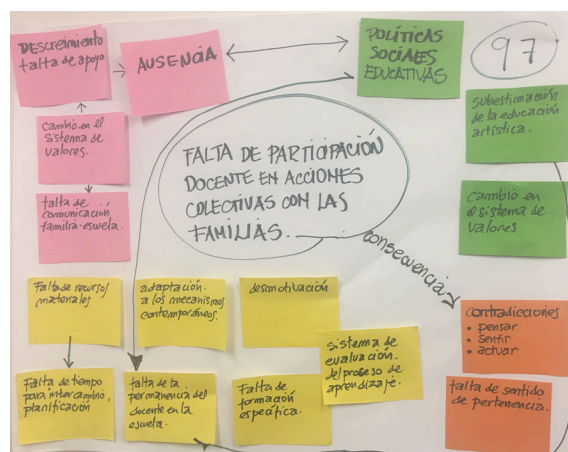 DESCREIMIENTO
falta de apoyo
AUSENCIA
POLÍTICAS
SOCIALES
EDUCATIVAS
97
cambio en el
sistema de
valores.
subestimación
de la educación
artística.
FALTA DE PARTICIPACIÓN
DOCENTE EN ACCIONES
COLECTIVAS CON LAS
FAMILIAS.
falta de
comunicación
familia-escuela.
cambio en
el sistema de
valores
consecuencia
Falta de recursos
materiales
adaptación
a los mecanismos
contemporáneos.
desmotivación
contradicciones
• pensar
• sentir
• actuar
sistema de
evaluación.
del proceso de
aprendizaje.
Falta de tiempo
para intercambio,
planificación
falta de la
permanencia del
docente en la
escuela.
Falta de
formación
específica.
falta de sentido
de pertenencia.